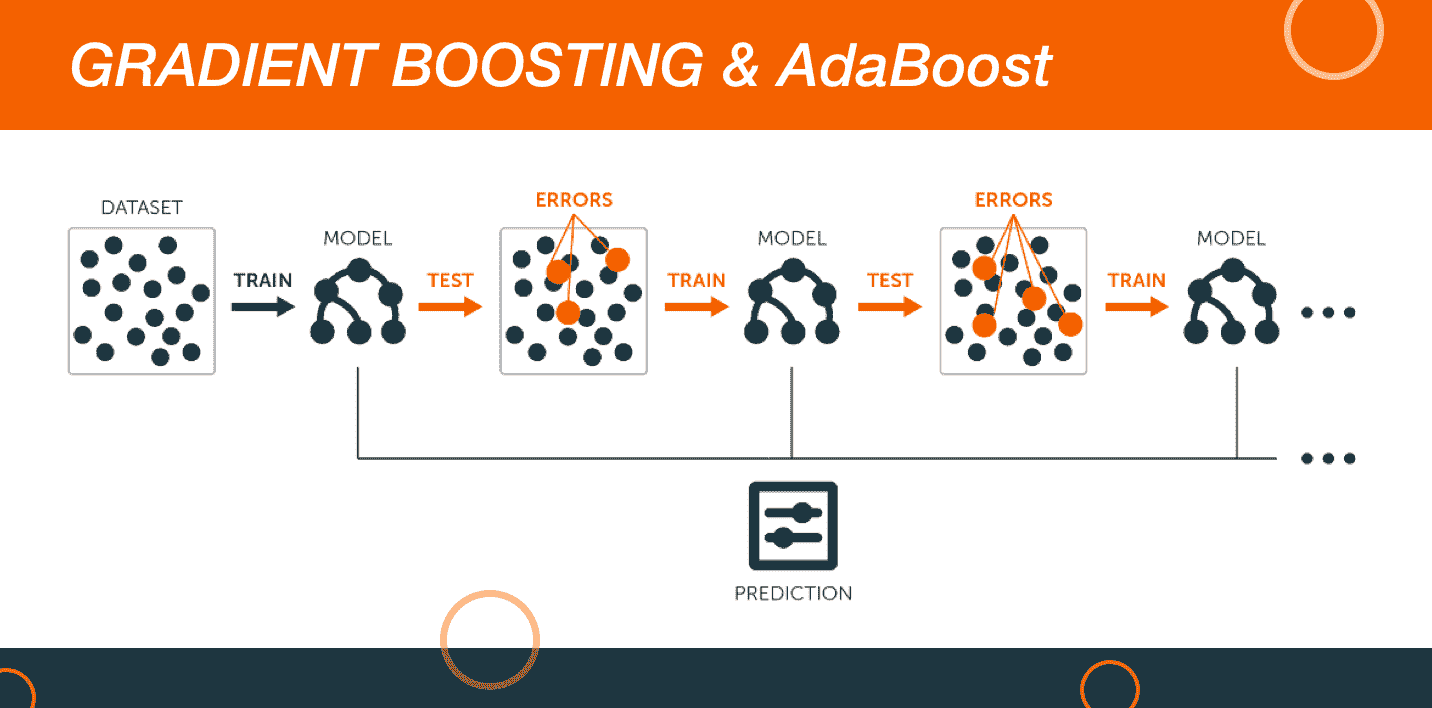 GRADIENT BOOSTING & AdaBoost
DATASET
TRAIN
MODEL
TEST
ERRORS
TRAIN
MODEL
TEST
ERRORS
TRAIN
MODEL
PREDICTION